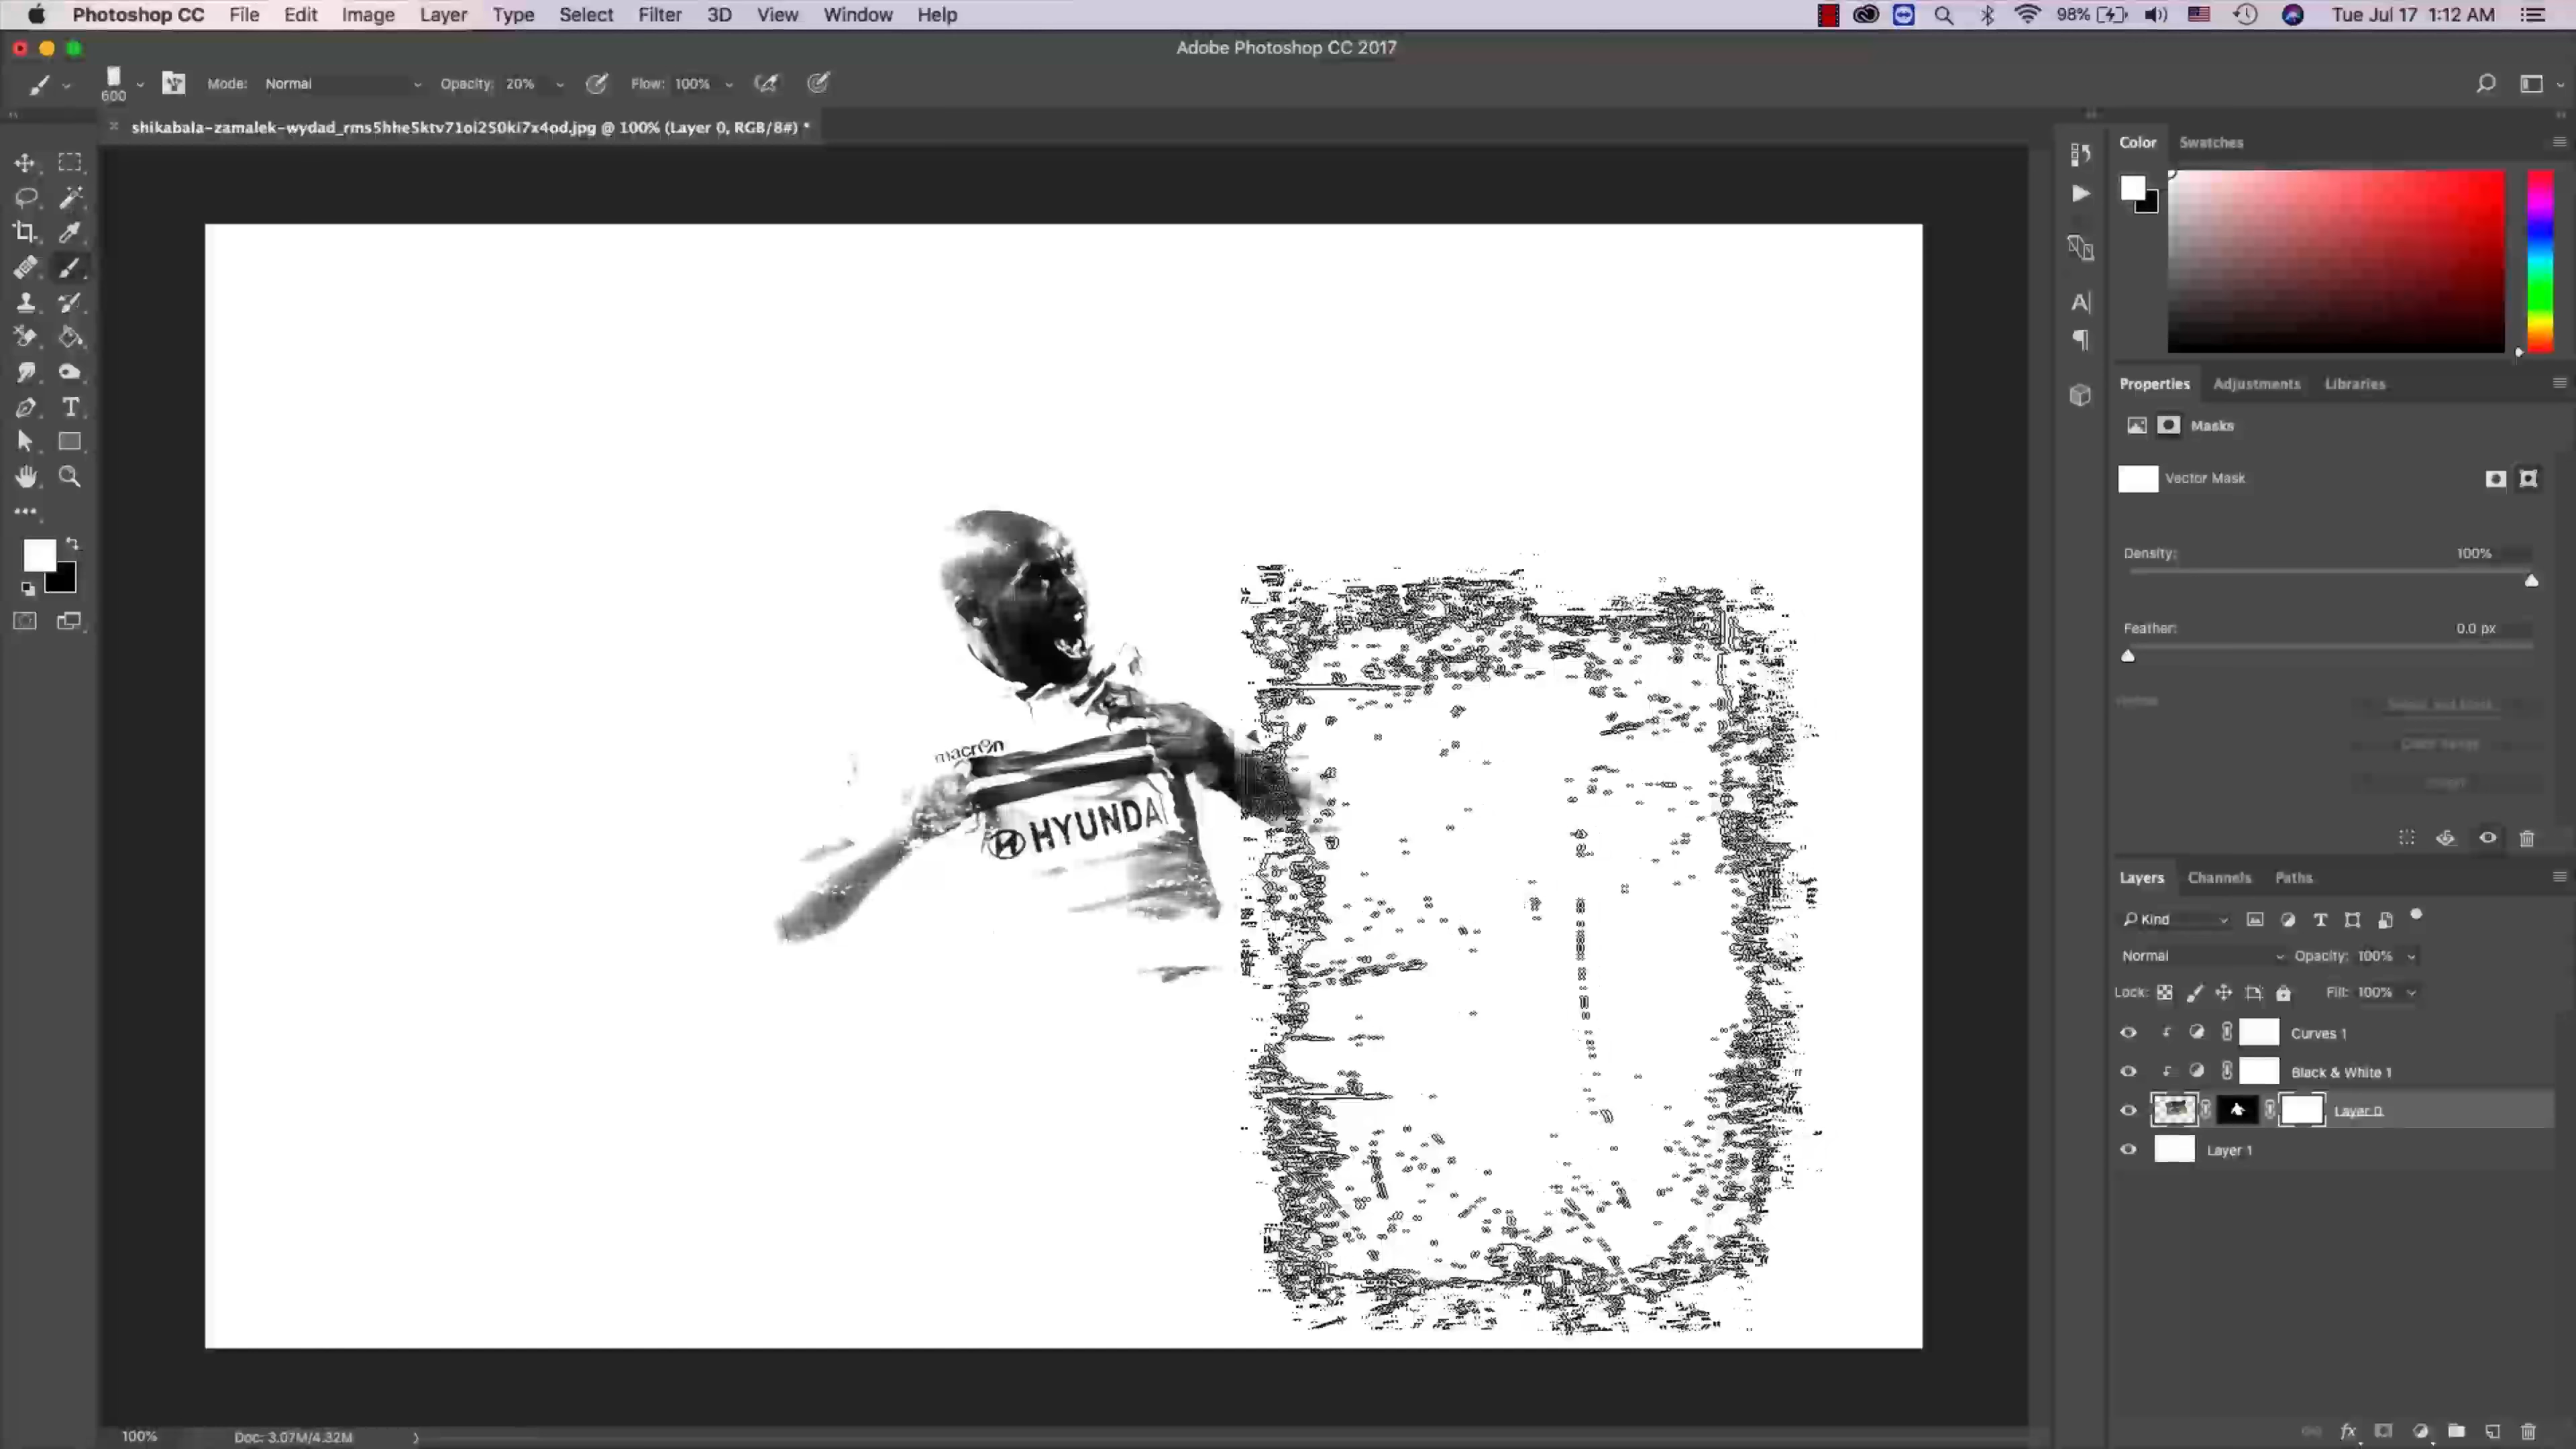 Photoshop CC File Edit Image Layer Type Select Filter 3D View Window Help 98% Tue Jul 17 1:12 AM
Adobe Photoshop CC 2017
600 Mode: Normal Opacity: 20% Flow: 100%
shikabala-zamalek-wydad_rms5hhe5ktv71oi250ki7x4od.jpg @ 100% (Layer 0, RGB/8#) *
Color Swatches
Properties Adjustments Libraries
Masks
Vector Mask
Density: 100%
Feather: 0.0 px
macron
HYUNDAI
Layers Channels Paths
Kind
Normal Opacity: 100%
Lock: Fill: 100%
Curves 1
Black & White 1
Layer 0
Layer 1
100% Doc: 3.07M/4.32M